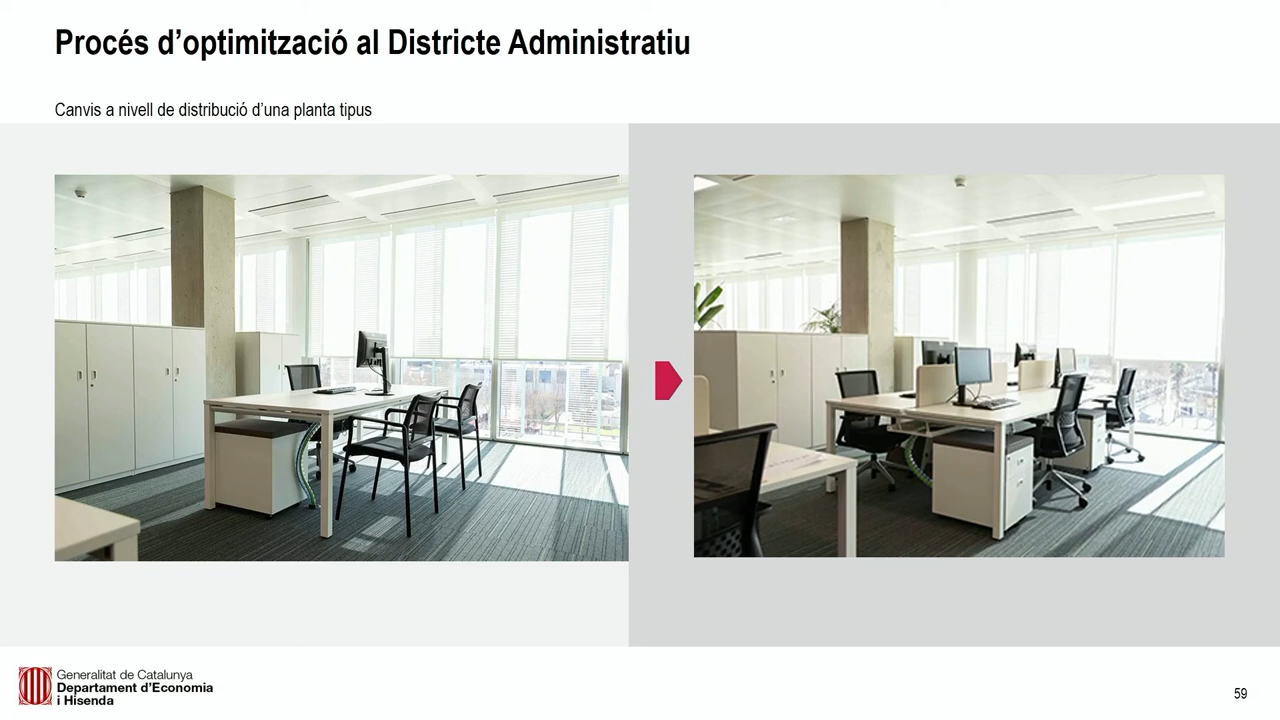 Procés d’optimització al Districte Administratiu
Canvis a nivell de distribució d’una planta tipus
Generalitat de Catalunya
Departament d’Economia
i Hisenda
59